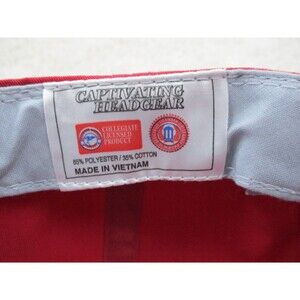 CAPTIVATING
HEADGEAR
COLLEGIATE
LICENSED
PRODUCT
65% POLYESTER / 35% COTTON
MADE IN VIETNAM